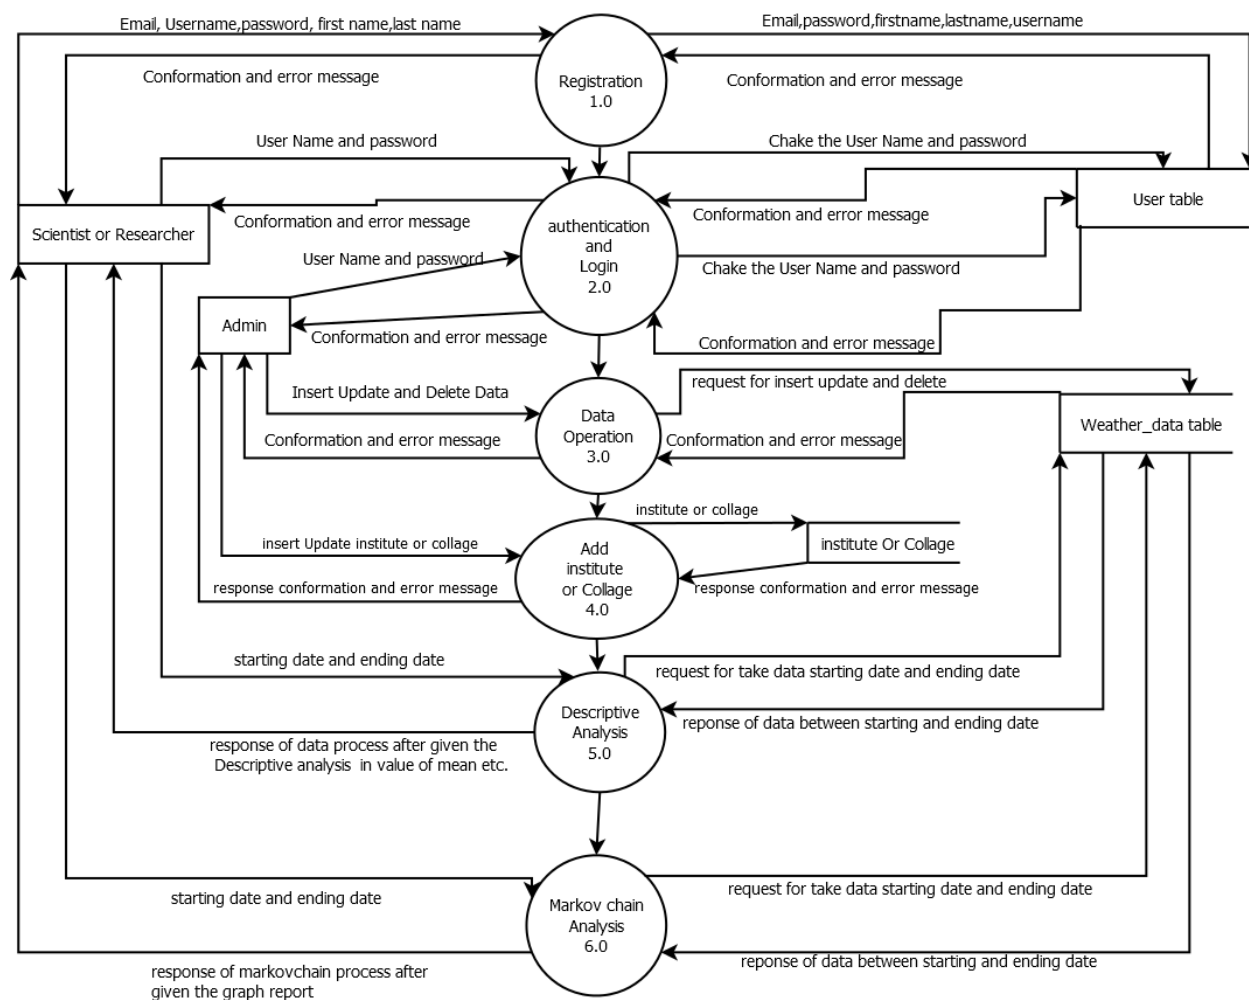 Email, Username,password, first name,last name
Email,password,firstname,lastname,username
Conformation and error message
Registration
1.0
Conformation and error message
User Name and password
Chake the User Name and password
Scientist or Researcher
Conformation and error message
authentication
and
Login
2.0
Conformation and error message
User table
User Name and password
Chake the User Name and password
Admin
Conformation and error message
Conformation and error message
Insert Update and Delete Data
request for insert update and delete
Conformation and error message
Data
Operation
3.0
Conformation and error message
Weather_data table
institute or collage
insert Update institute or collage
Add
institute
or Collage
4.0
institute Or Collage
response conformation and error message
response conformation and error message
starting date and ending date
request for take data starting date and ending date
Descriptive
Analysis
5.0
reponse of data between starting and ending date
response of data process after given the
Descriptive analysis in value of mean etc.
starting date and ending date
request for take data starting date and ending date
Markov chain
Analysis
6.0
reponse of data between starting and ending date
response of markovchain process after
given the graph report